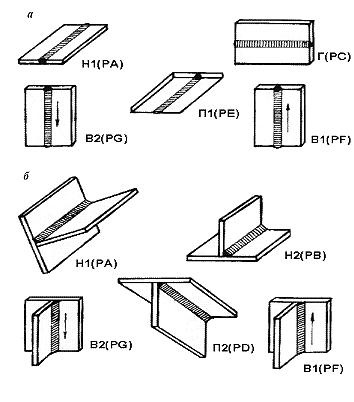 а
Н1(PA)
Г(PC)
В2(PG)
П1(PE)
В1(PF)
б
Н1(PA)
Н2(PB)
В2(PG)
П2(PD)
В1(PF)